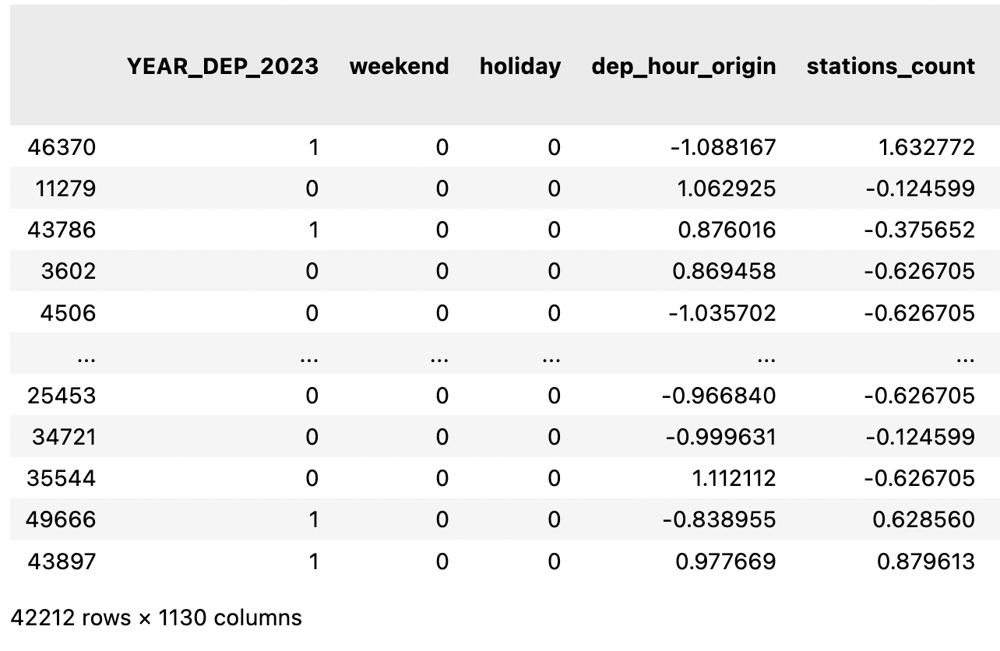 YEAR_DEP_2023 weekend holiday dep_hour_origin stations_count
46370 1 0 0 -1.088167 1.632772
11279 0 0 0 1.062925 -0.124599
43786 1 0 0 0.876016 -0.375652
3602 0 0 0 0.869458 -0.626705
4506 0 0 0 -1.035702 -0.626705
... ... ... ... ... ...
25453 0 0 0 -0.966840 -0.626705
34721 0 0 0 -0.999631 -0.124599
35544 0 0 0 1.112112 -0.626705
49666 1 0 0 -0.838955 0.628560
43897 1 0 0 0.977669 0.879613
42212 rows × 1130 columns